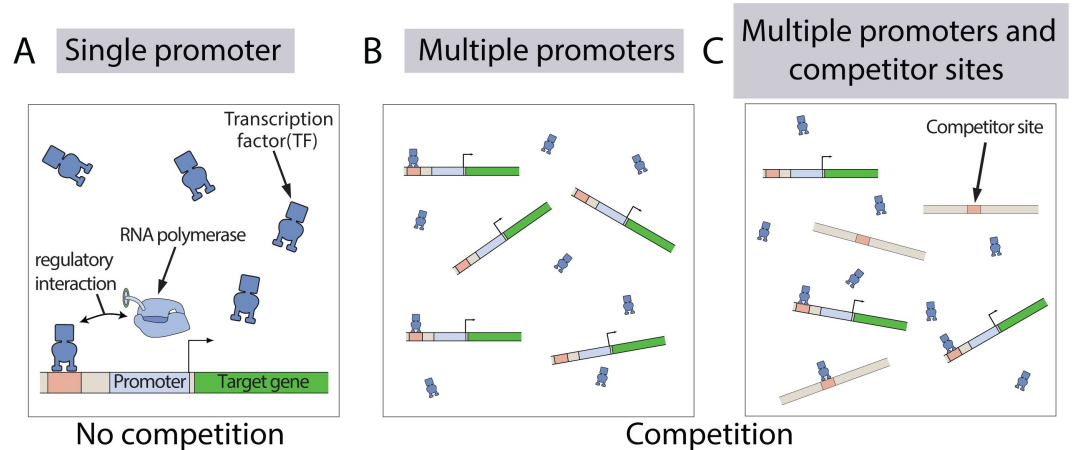 A
Single promoter
Transcription
factor(TF)
RNA polymerase
regulatory
interaction
Promoter
Target gene
No competition
B
Multiple promoters
C
Multiple promoters and
competitor sites
Competitor site
Competition